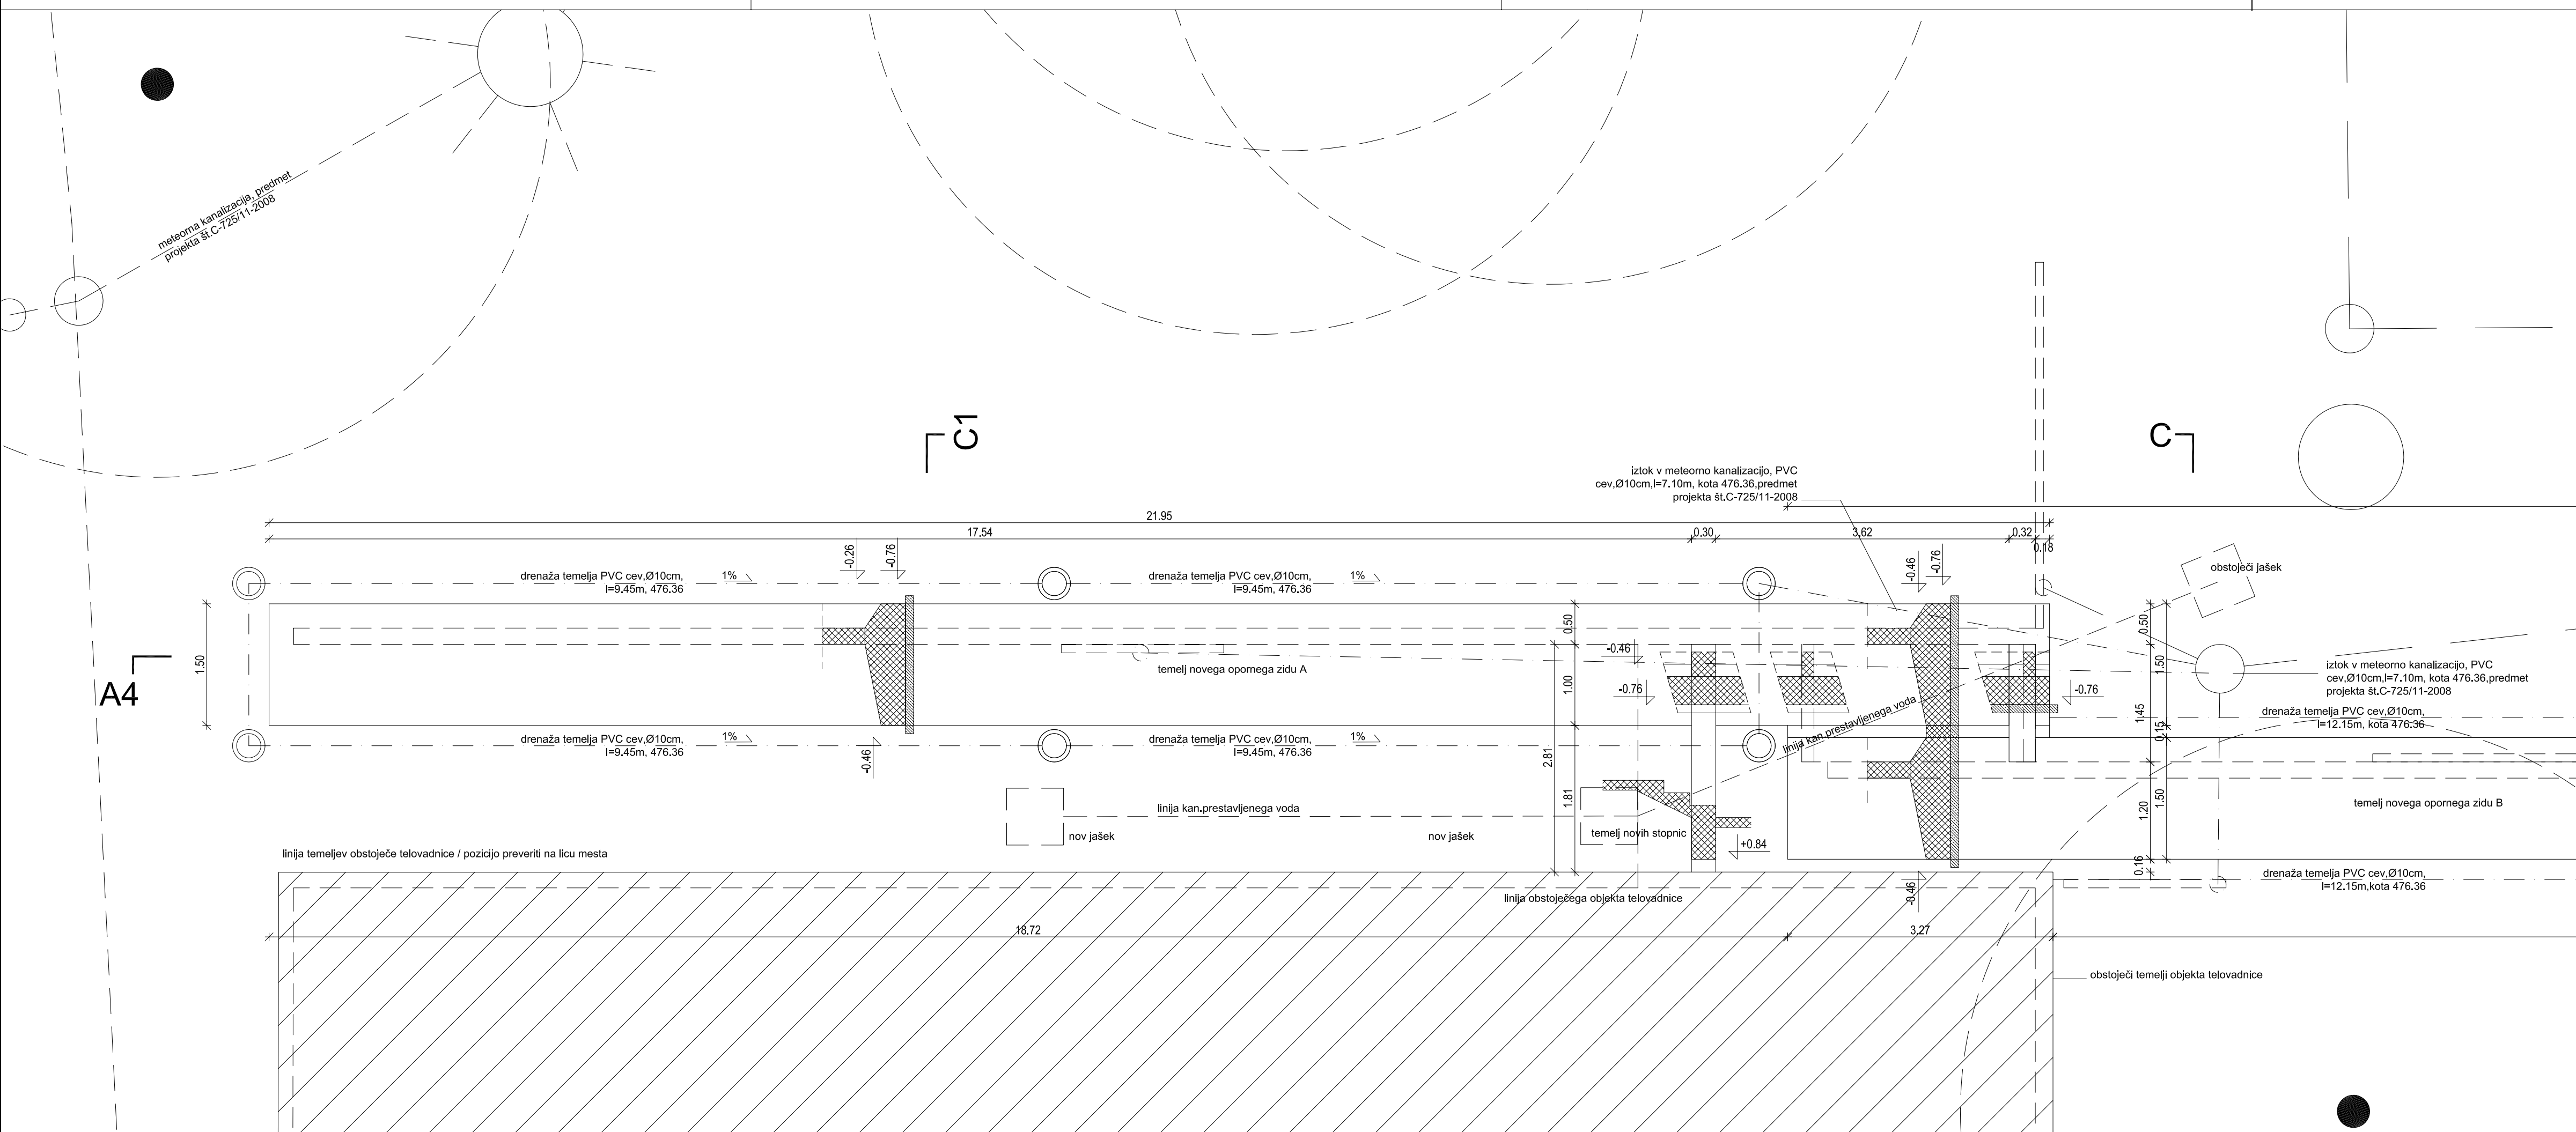 meteorna kanalizacija, predmet
projekta št.C-725/11-2008
C1
C
iztok v meteorno kanalizacijo, PVC
cev,Ø10cm,l=7.10m, kota 476.36,predmet
projekta št.C-725/11-2008
21.95
17.54
0.30
3.62
0.32
0.18
-0.26
-0.76
-0.46
-0.76
drenaža temelja PVC cev,Ø10cm,
l=9.45m, 476.36
1%
drenaža temelja PVC cev,Ø10cm,
l=9.45m, 476.36
1%
obstoječi jašek
A4
1.50
0.50
1.00
-0.46
-0.76
temelj novega opornega zidu A
-0.76
0.50
1.50
1.45
0.15
iztok v meteorno kanalizacijo, PVC
cev,Ø10cm,l=7.10m, kota 476.36,predmet
projekta št.C-725/11-2008
linija kan.prestavljenega voda
drenaža temelja PVC cev,Ø10cm,
l=12.15m, kota 476.36
drenaža temelja PVC cev,Ø10cm,
l=9.45m, 476.36
1%
-0.46
drenaža temelja PVC cev,Ø10cm,
l=9.45m, 476.36
1%
2.81
1.81
1.20
1.50
temelj novega opornega zidu B
linija kan.prestavljenega voda
nov jašek
nov jašek
temelj novih stopnic
+0.84
linija temeljev obstoječe telovadnice / pozicijo preveriti na licu mesta
0.16
drenaža temelja PVC cev,Ø10cm,
l=12.15m,kota 476.36
-0.46
linija obstoječega objekta telovadnice
18.72
3.27
obstoječi temelji objekta telovadnice